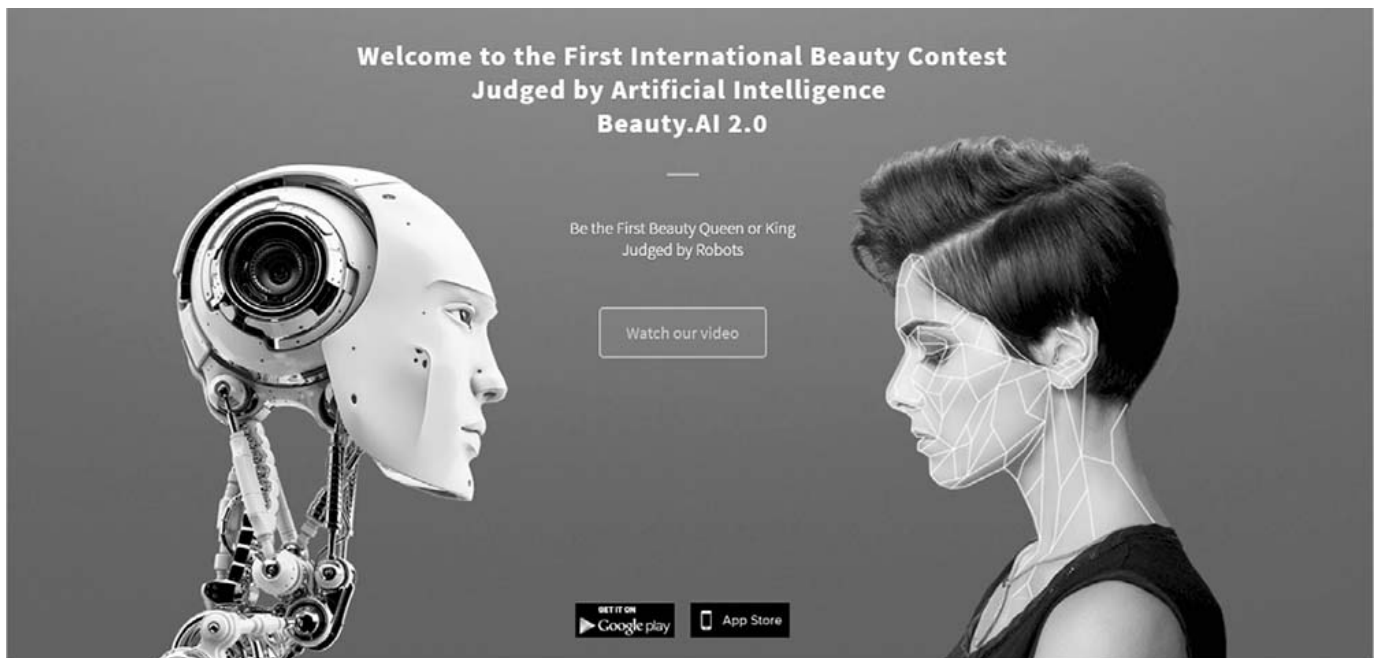 Welcome to the First International Beauty Contest
Judged by Artificial Intelligence
Beauty.AI 2.0
Be the First Beauty Queen or King
Judged by Robots
Watch our video
GET IT ON
Google play
App Store